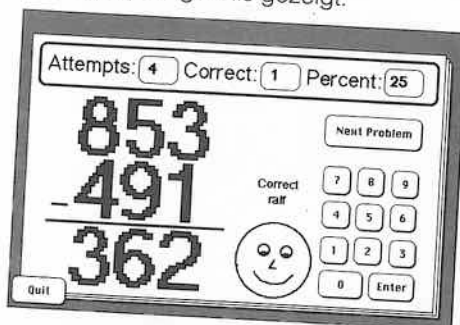 gezeigt.
Attempts: 4 Correct: 1 Percent: 25
853
Next Problem
-491
Correct
ralf
362
7 8 9
4 5 6
1 2 3
0 Enter
Quit